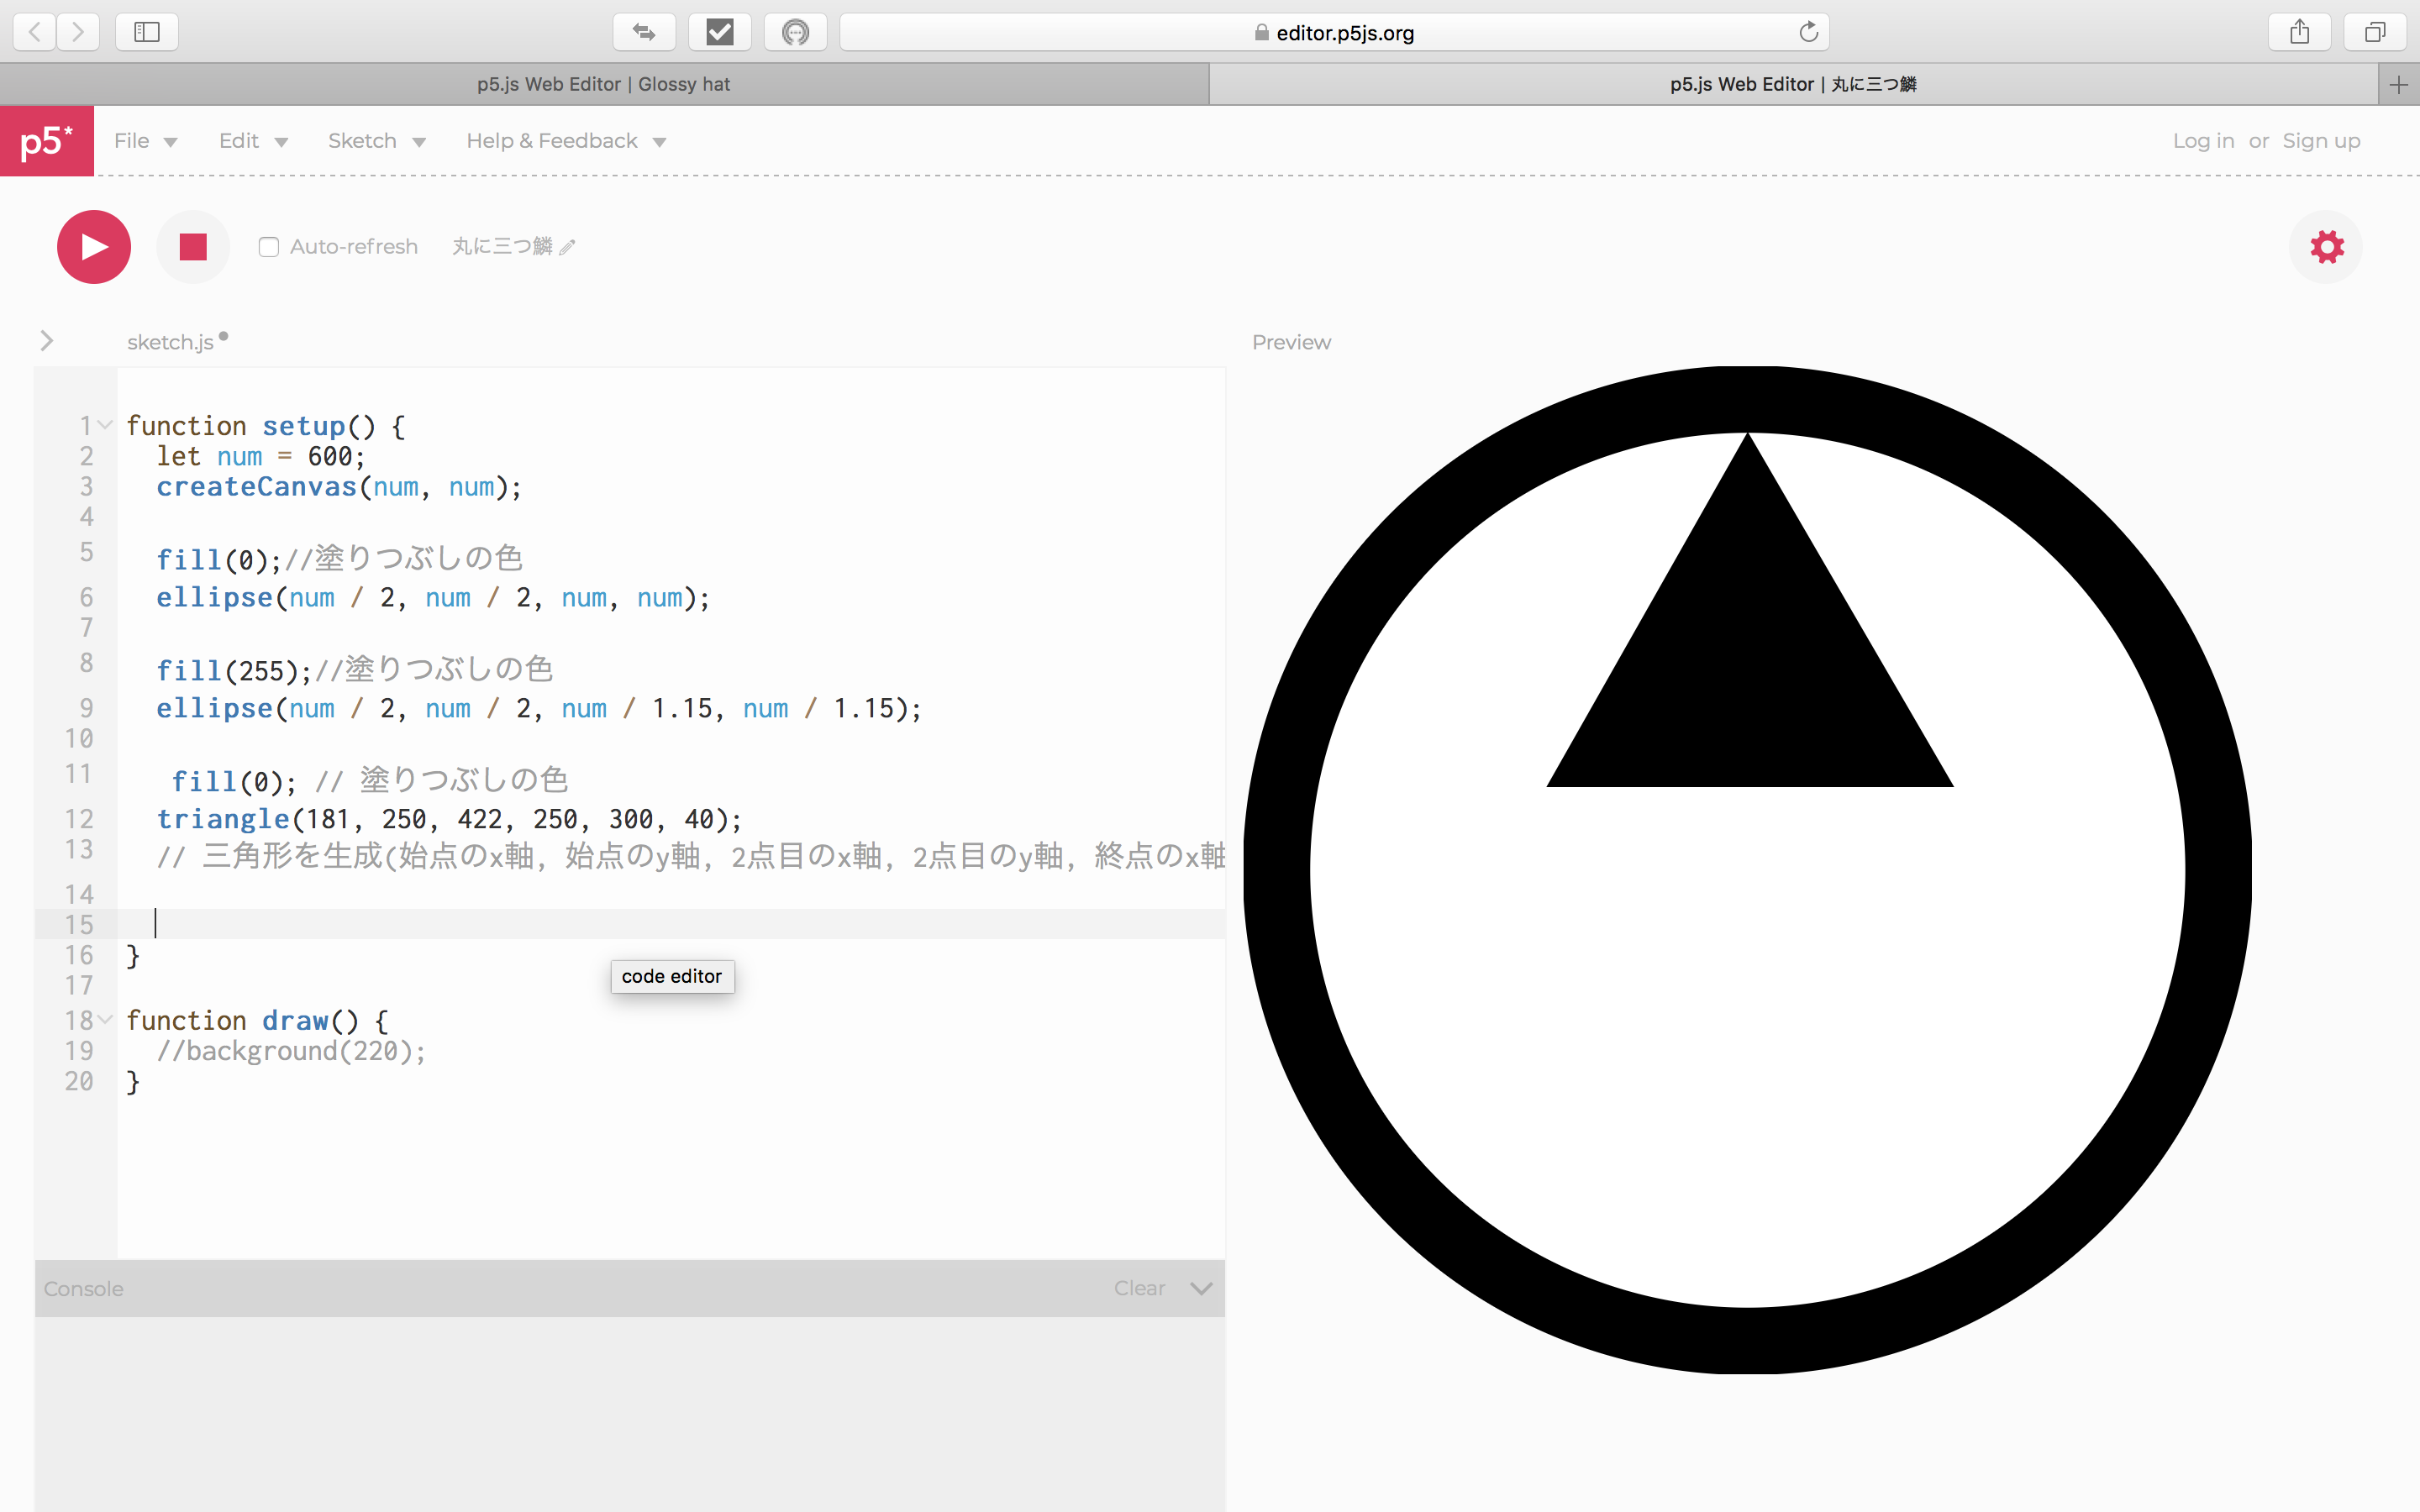 editor.p5js.org
p5.js Web Editor | Glossy hat
p5.js Web Editor | 丸に三つ鱗
p5*
File
Edit
Sketch
Help & Feedback
Log in or Sign up
Auto-refresh
丸に三つ鱗
sketch.js
Preview
1 function setup() {
2 let num = 600;
3 createCanvas(num, num);
4
5 fill(0);//塗りつぶしの色
6 ellipse(num / 2, num / 2, num, num);
7
8 fill(255);//塗りつぶしの色
9 ellipse(num / 2, num / 2, num / 1.15, num / 1.15);
10
11 fill(0); // 塗りつぶしの色
12 triangle(181, 250, 422, 250, 300, 40);
13 // 三角形を生成(始点のx軸, 始点のy軸, 2点目のx軸, 2点目のy軸, 終点のx軸
14
15
16 }
17
18 function draw() {
19 //background(220);
20 }
code editor
Console
Clear